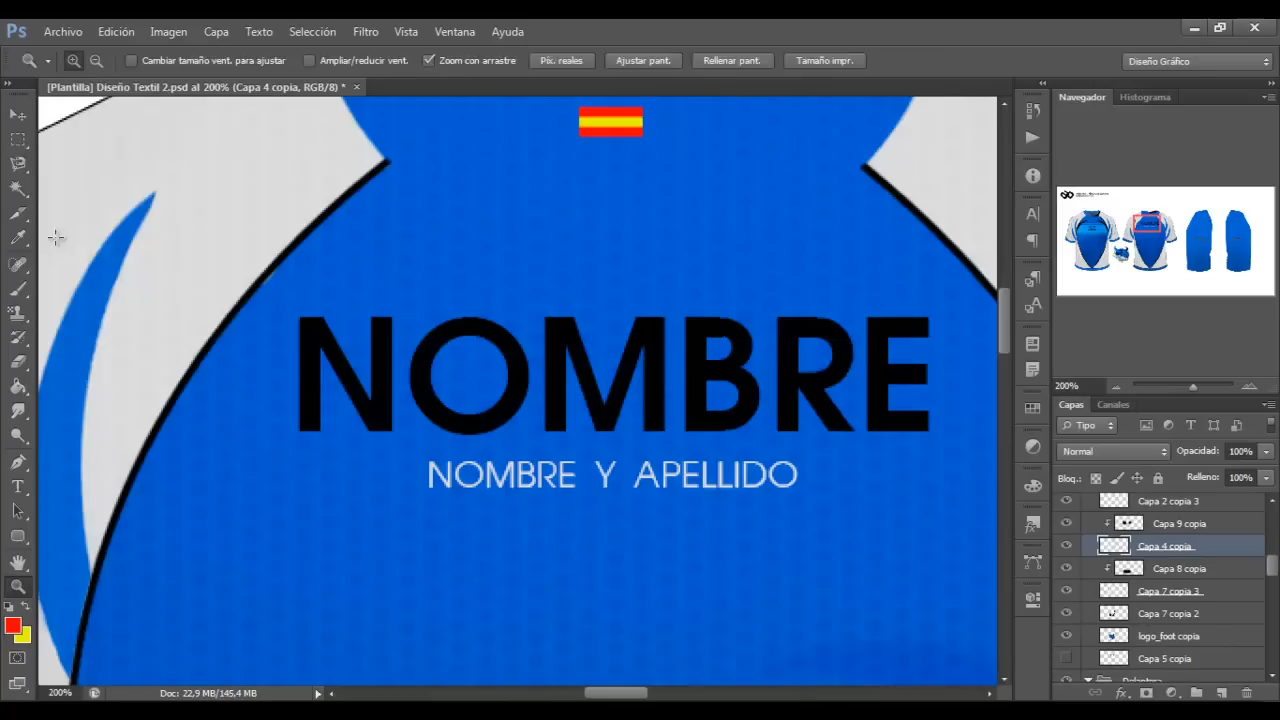 Ps Archivo Edición Imagen Capa Texto Selección Filtro Vista Ventana Ayuda
Cambiar tamaño vent. para ajustar Ampliar/reducir vent. Zoom con arrastre Píx. reales Ajustar pant. Rellenar pant. Tamaño impr. Diseño Gráfico
[Plantilla] Diseño Textil 2.psd al 200% (Capa 4 copia, RGB/8) *
Navegador Histograma
NOMBRE
NOMBRE Y APELLIDO
200%
Capas Canales
Tipo
Normal Opacidad: 100%
Bloq.: Relleno: 100%
Capa 2 copia 3
Capa 9 copia
Capa 4 copia
Capa 8 copia
Capa 7 copia 3
Capa 7 copia 2
logo_foot copia
Capa 5 copia
Delantera
200% Doc: 22,9 MB/145,4 MB